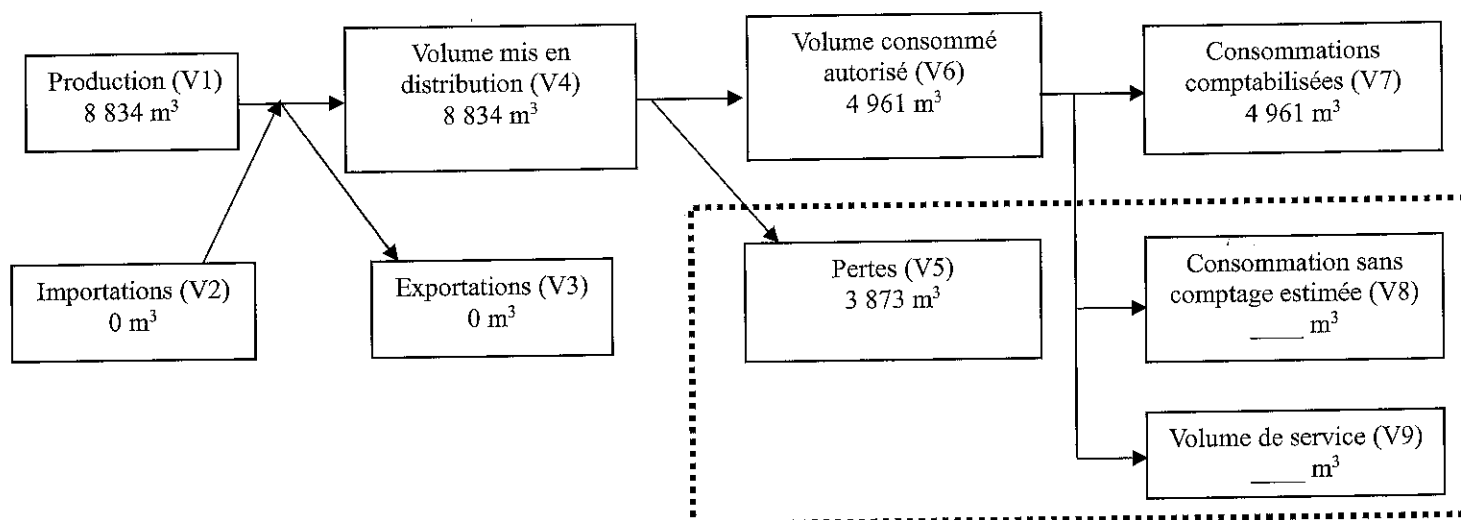 Production (V1)
8 834 m³
Volume mis en
distribution (V4)
8 834 m³
Volume consommé
autorisé (V6)
4 961 m³
Consommations
comptabilisées (V7)
4 961 m³
Importations (V2)
0 m³
Exportations (V3)
0 m³
Pertes (V5)
3 873 m³
Consommation sans
comptage estimée (V8)
____ m³
Volume de service (V9)
____ m³